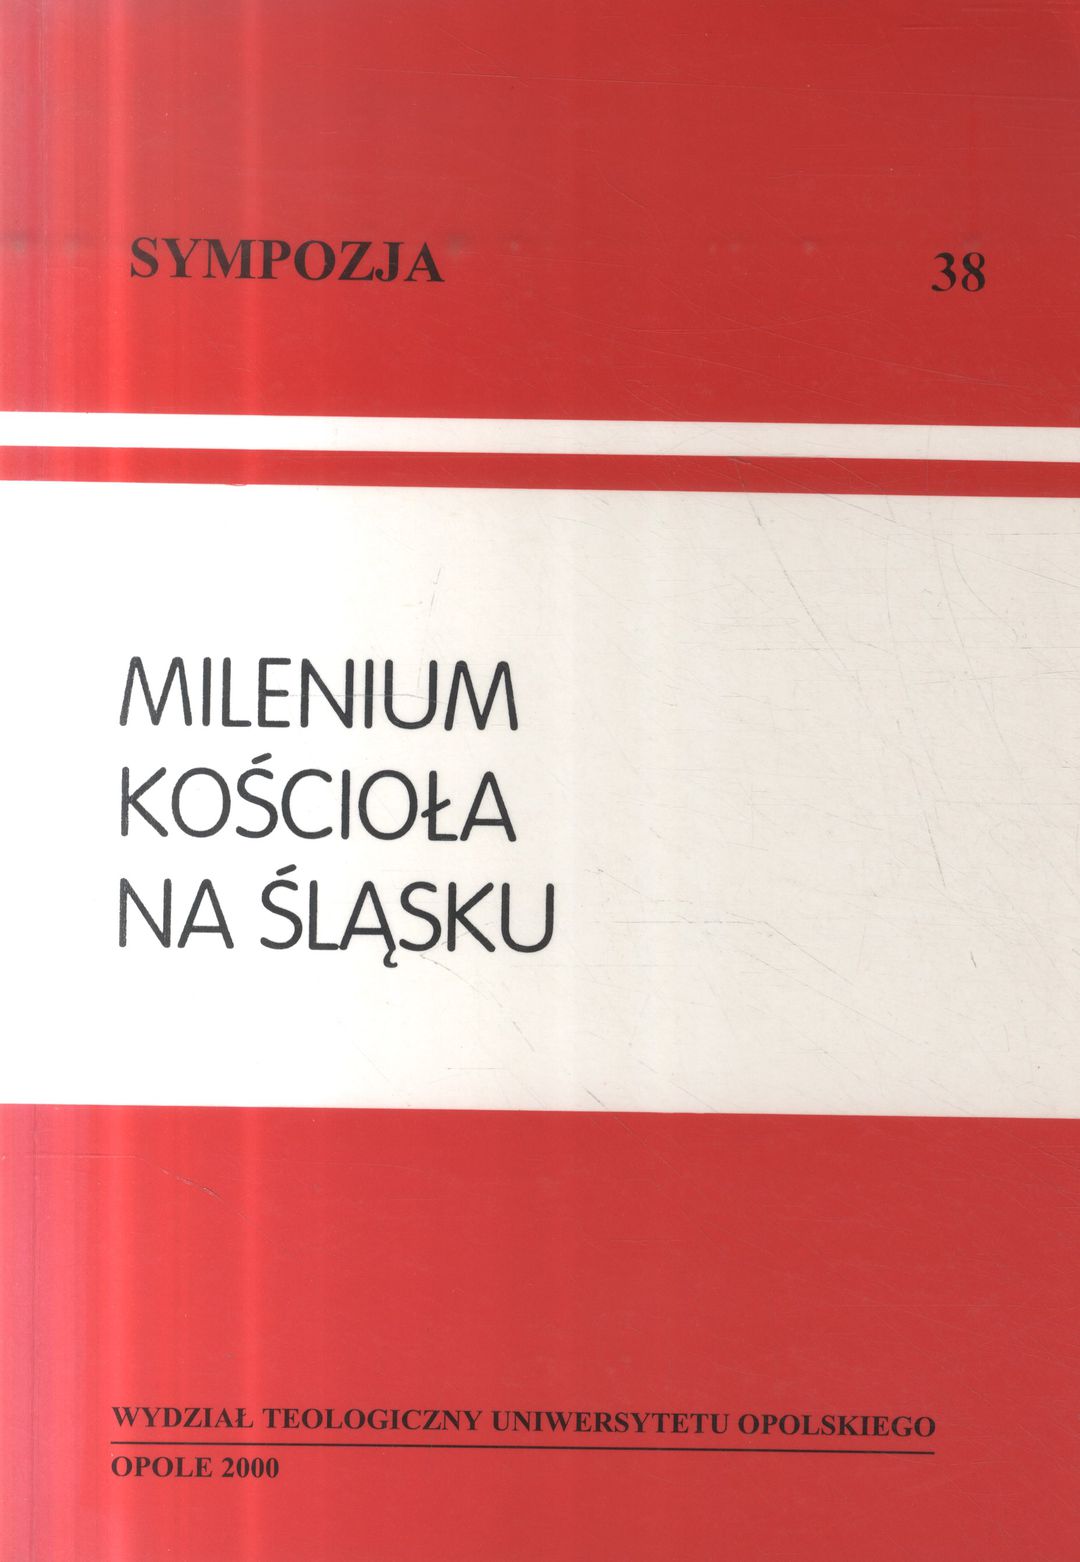 SYMPOZJA 38
MILENIUM
KOŚCIOŁA
NA ŚLĄSKU
WYDZIAŁ TEOLOGICZNY UNIWERSYTETU OPOLSKIEGO
OPOLE 2000